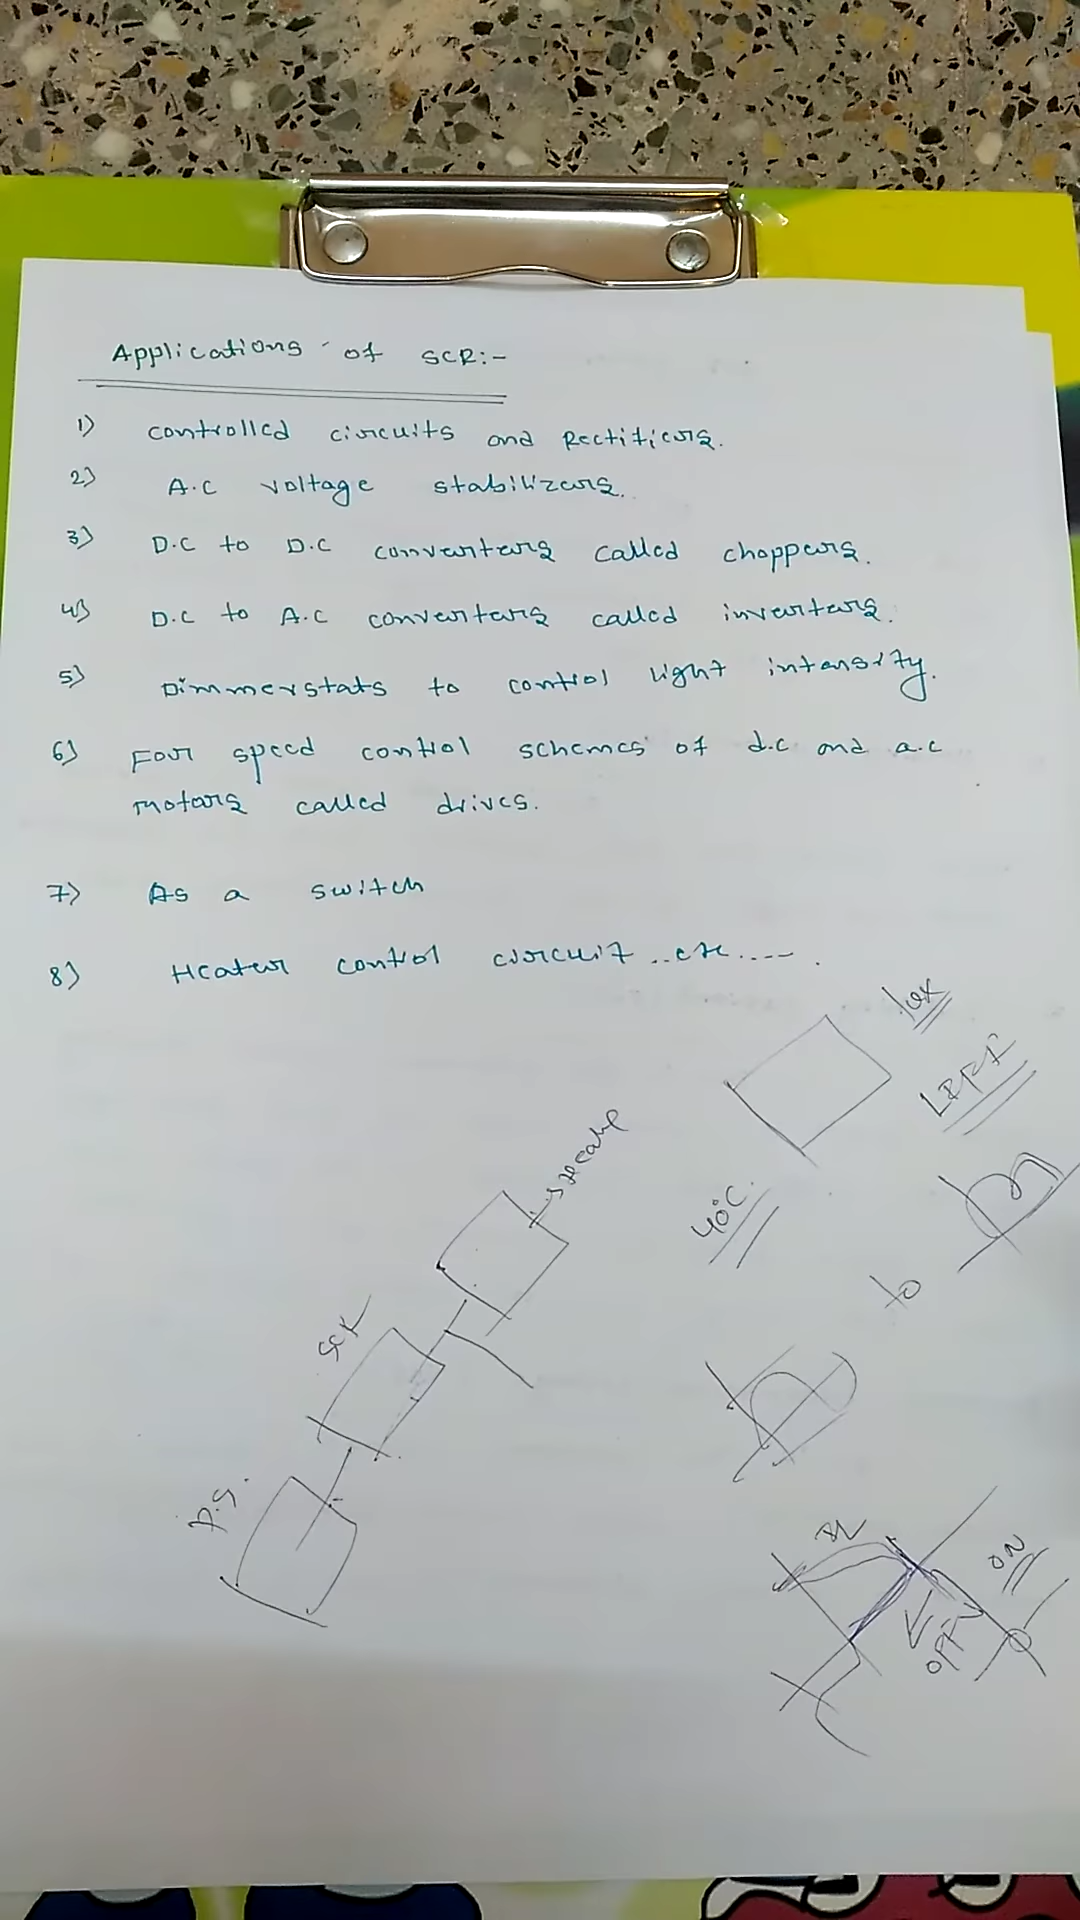 Applications of SCR:-
1) controlled circuits and Rectifiers.
2) A.C voltage stabilizers.
3) D.C to D.C converters called choppers.
4) D.C to A.C converters called inverters.
5) Dimmerstats to control light intensity.
6) For speed control schemes of d.c and a.c
motors called drives.
7) As a switch
8) Heater control circuit ..etc.....
lux
40°C.
SCR
to
P.S.
ON
OFF